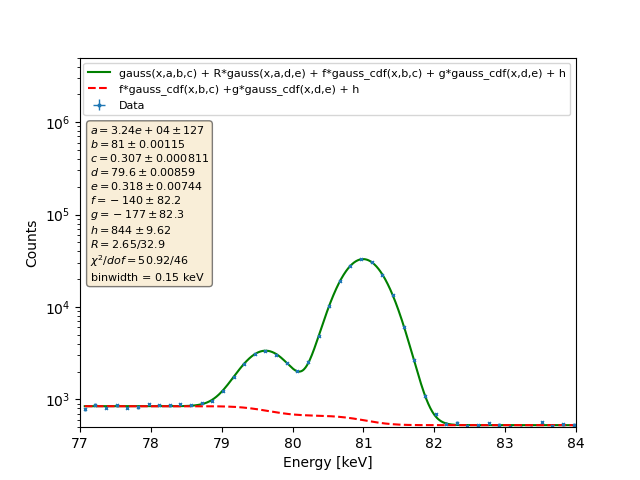 gauss(x,a,b,c) + R*gauss(x,a,d,e) + f*gauss_cdf(x,b,c) + g*gauss_cdf(x,d,e) + h
f*gauss_cdf(x,b,c) +g*gauss_cdf(x,d,e) + h
Data
a = 3.24e + 04 ± 127
b = 81 ± 0.00115
c = 0.307 ± 0.000811
d = 79.6 ± 0.00859
e = 0.318 ± 0.00744
f = −140 ± 82.2
g = −177 ± 82.3
h = 844 ± 9.62
R = 2.65/32.9
χ²/dof = 50.92/46
binwidth = 0.15 keV
10⁶
10⁵
10⁴
10³
Counts
77 78 79 80 81 82 83 84
Energy [keV]